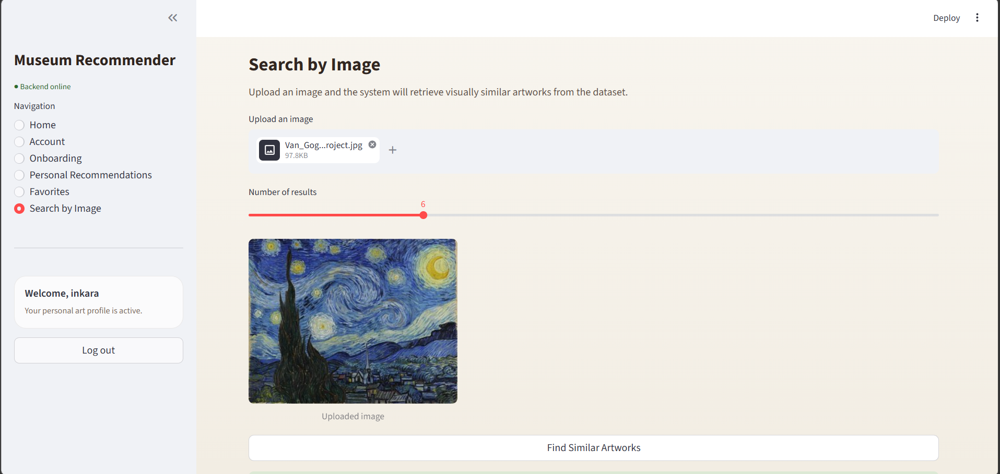 Deploy
Museum Recommender
Backend online
Navigation
Home
Account
Onboarding
Personal Recommendations
Favorites
Search by Image
Welcome, inkara
Your personal art profile is active.
Log out
Search by Image
Upload an image and the system will retrieve visually similar artworks from the dataset.
Upload an image
Van_Gog...roject.jpg
97.8KB
Number of results
6
Uploaded image
Find Similar Artworks